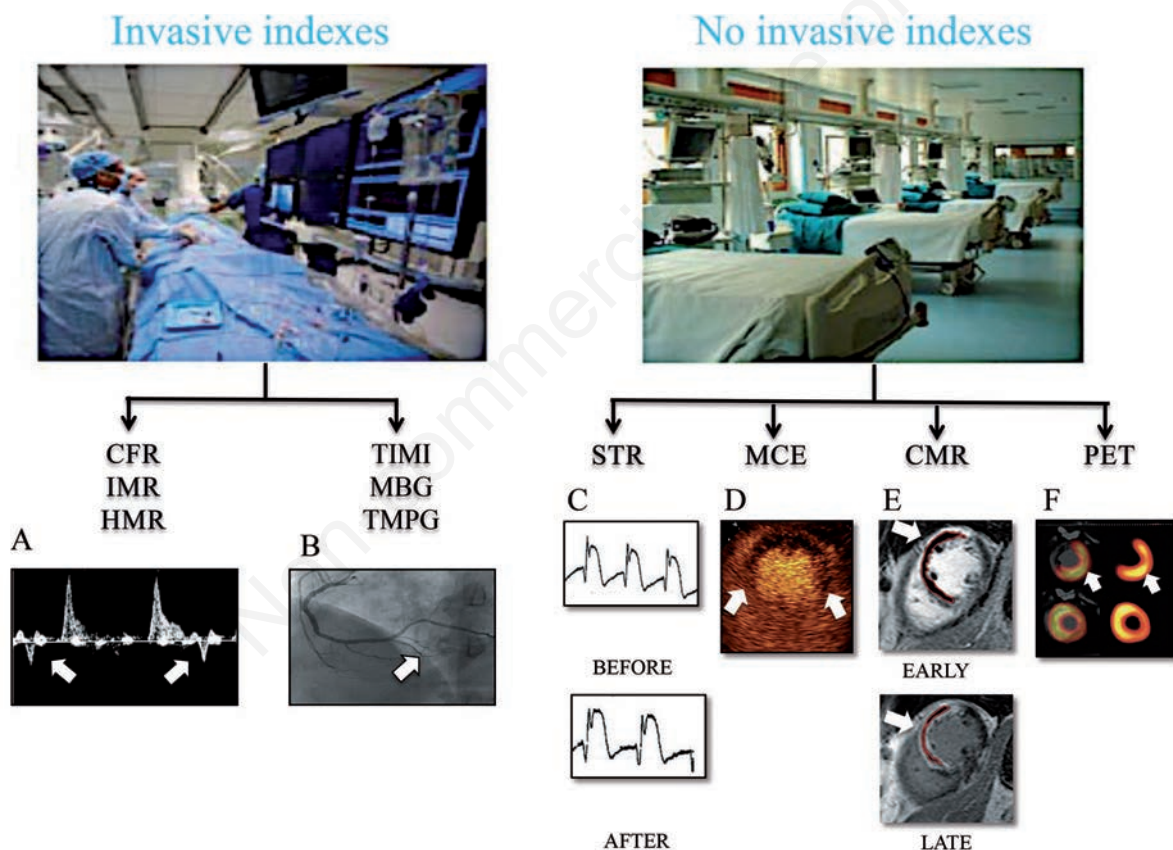 Invasive indexes
No invasive indexes
CFR
IMR
HMR
TIMI
MBG
TMPG
STR
MCE
CMR
PET
A
B
C
D
E
F
BEFORE
EARLY
AFTER
LATE